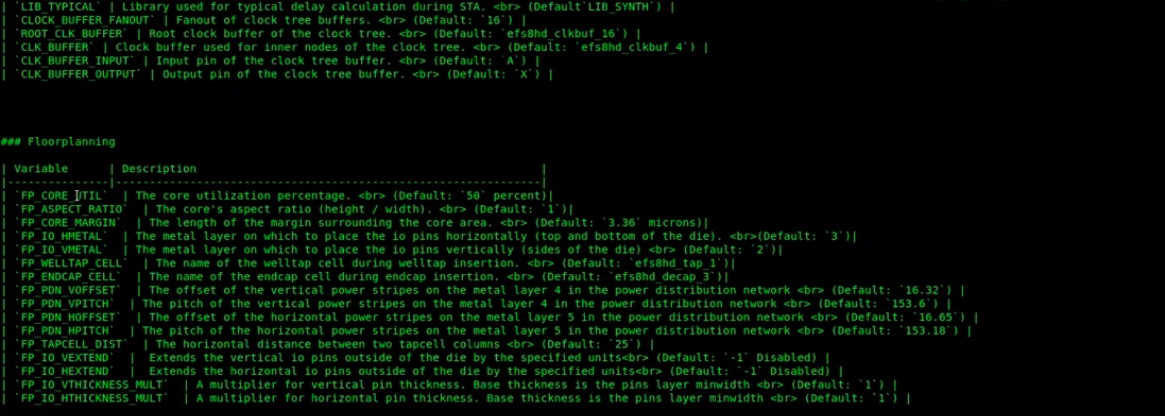 | `LIB_TYPICAL` | Library used for typical delay calculation during STA. <br> (Default`LIB_SYNTH`) |
| `CLOCK_BUFFER_FANOUT` | Fanout of clock tree buffers. <br> (Default: `16`) |
| `ROOT_CLK_BUFFER` | Root clock buffer of the clock tree. <br> (Default: `efs8hd_clkbuf_16`) |
| `CLK_BUFFER` | Clock buffer used for inner nodes of the clock tree. <br> (Default: `efs8hd_clkbuf_4`) |
| `CLK_BUFFER_INPUT` | Input pin of the clock tree buffer. <br> (Default: `A`) |
| `CLK_BUFFER_OUTPUT` | Output pin of the clock tree buffer. <br> (Default: `X`) |
### Floorplanning
| Variable      | Description                                                     |
|---------------|---------------------------------------------------------------|
| `FP_CORE_UTIL`  | The core utilization percentage. <br> (Default: `50` percent)|
| `FP_ASPECT_RATIO`  | The core's aspect ratio (height / width). <br> (Default: `1`)|
| `FP_CORE_MARGIN`  | The length of the margin surrounding the core area. <br> (Default: `3.36` microns)|
| `FP_IO_HMETAL`  | The metal layer on which to place the io pins horizontally (top and bottom of the die). <br>(Default: `3`)|
| `FP_IO_VMETAL`  | The metal layer on which to place the io pins vertically (sides of the die) <br> (Default: `2`)|
| `FP_WELLTAP_CELL`  | The name of the welltap cell during welltap insertion. <br> (Default: `efs8hd_tap_1`)|
| `FP_ENDCAP_CELL`  | The name of the endcap cell during endcap insertion. <br> (Default: `efs8hd_decap_3`)|
| `FP_PDN_VOFFSET`  | The offset of the vertical power stripes on the metal layer 4 in the power distribution network <br> (Default: `16.32`) |
| `FP_PDN_VPITCH`  | The pitch of the vertical power stripes on the metal layer 4 in the power distribution network <br> (Default: `153.6`) |
| `FP_PDN_HOFFSET`  | The offset of the horizontal power stripes on the metal layer 5 in the power distribution network <br> (Default: `16.65`) |
| `FP_PDN_HPITCH`  | The pitch of the horizontal power stripes on the metal layer 5 in the power distribution network <br> (Default: `153.18`) |
| `FP_TAPCELL_DIST`  | The horizontal distance between two tapcell columns <br> (Default: `25`) |
| `FP_IO_VEXTEND`  |  Extends the vertical io pins outside of the die by the specified units<br> (Default: `-1` Disabled) |
| `FP_IO_HEXTEND`  |  Extends the horizontal io pins outside of the die by the specified units<br> (Default: `-1` Disabled) |
| `FP_IO_VTHICKNESS_MULT`  | A multiplier for vertical pin thickness. Base thickness is the pins layer minwidth <br> (Default: `1`) |
| `FP_IO_HTHICKNESS_MULT`  | A multiplier for horizontal pin thickness. Base thickness is the pins layer minwidth <br> (Default: `1`) |